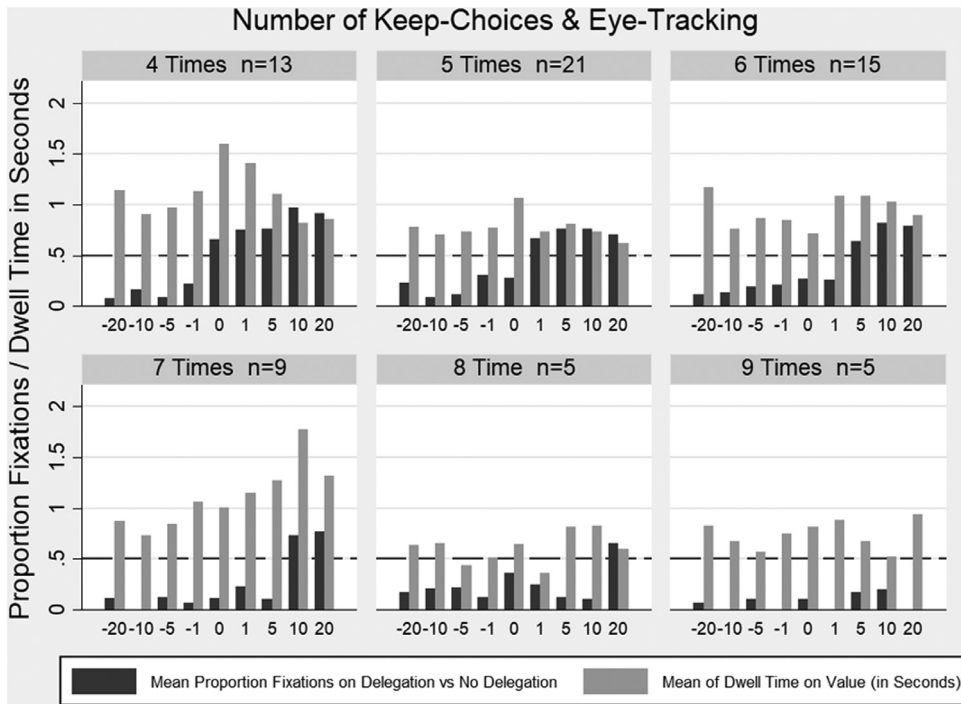 Number of Keep-Choices & Eye-Tracking
Proportion Fixations / Dwell Time in Seconds
4 Times n=13
5 Times n=21
6 Times n=15
2
1.5
1
.5
0
-20 -10 -5 -1 0 1 5 10 20
-20 -10 -5 -1 0 1 5 10 20
-20 -10 -5 -1 0 1 5 10 20
7 Times n=9
8 Time n=5
9 Times n=5
2
1.5
1
.5
0
-20 -10 -5 -1 0 1 5 10 20
-20 -10 -5 -1 0 1 5 10 20
-20 -10 -5 -1 0 1 5 10 20
Mean Proportion Fixations on Delegation vs No Delegation
Mean of Dwell Time on Value (in Seconds)